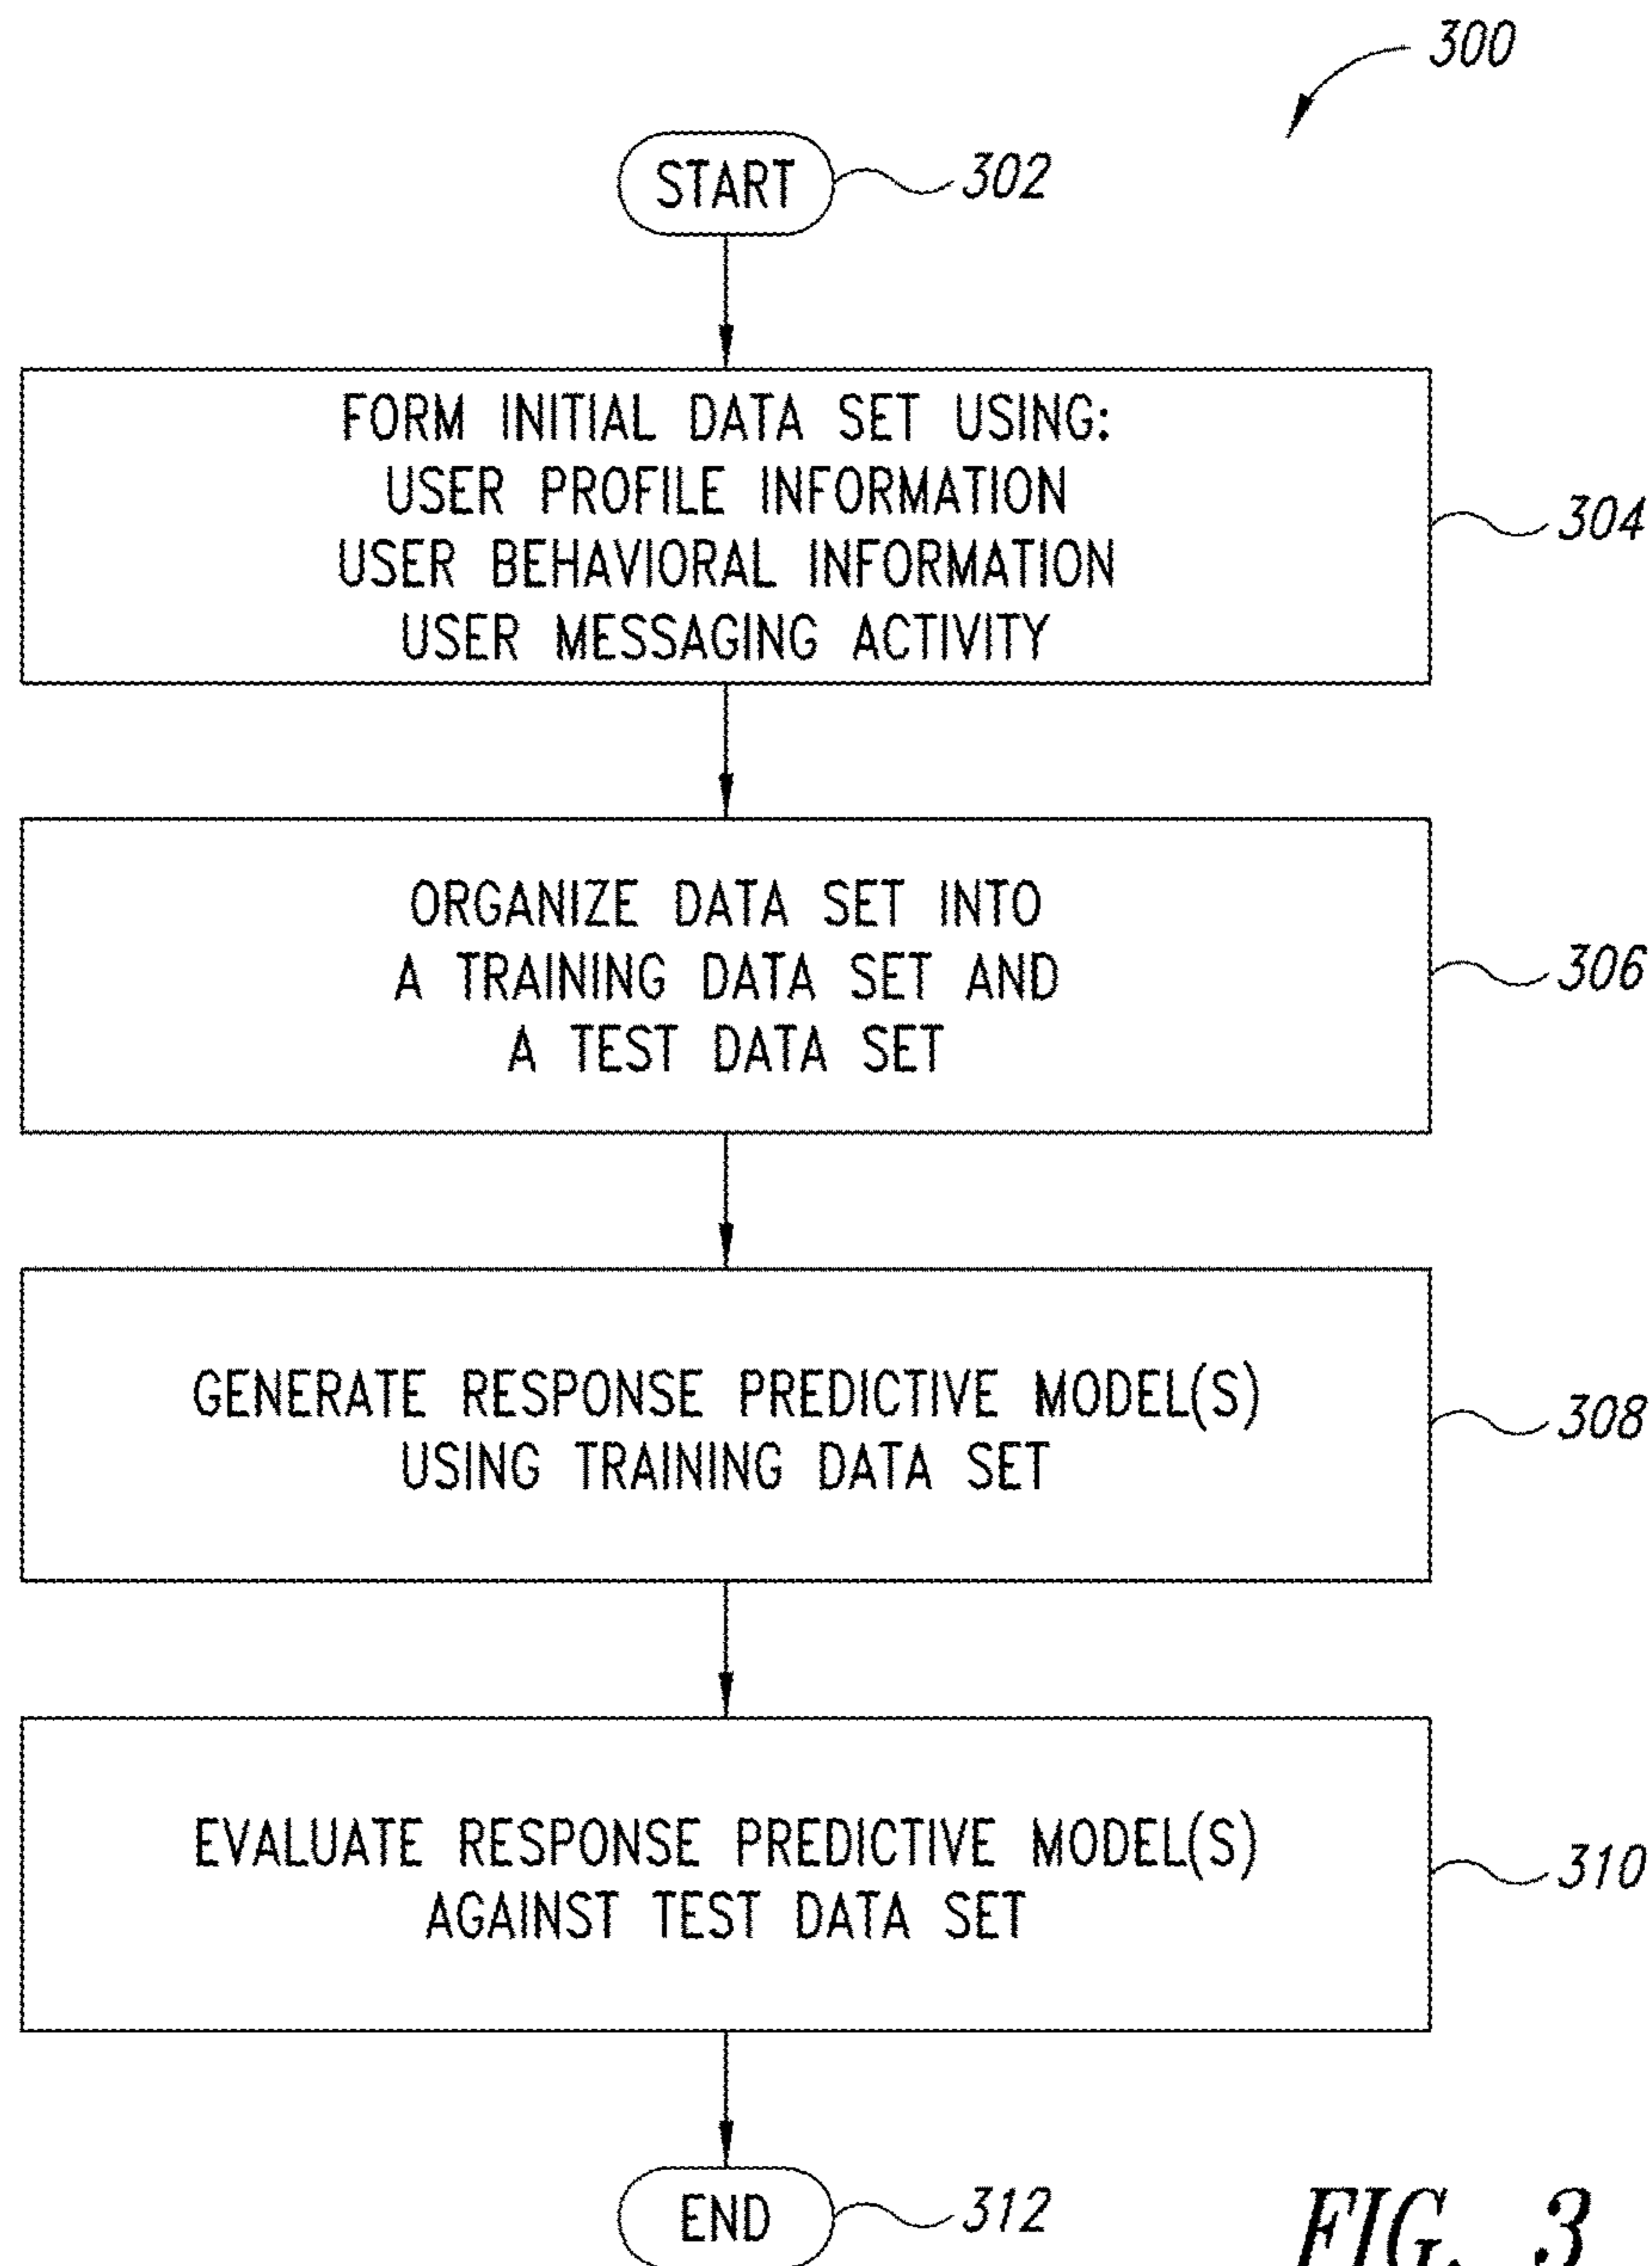 300
START
302
FORM INITIAL DATA SET USING:
USER PROFILE INFORMATION
USER BEHAVIORAL INFORMATION
USER MESSAGING ACTIVITY
304
ORGANIZE DATA SET INTO
A TRAINING DATA SET AND
A TEST DATA SET
306
GENERATE RESPONSE PREDICTIVE MODEL(S)
USING TRAINING DATA SET
308
EVALUATE RESPONSE PREDICTIVE MODEL(S)
AGAINST TEST DATA SET
310
END
312
FIG. 3